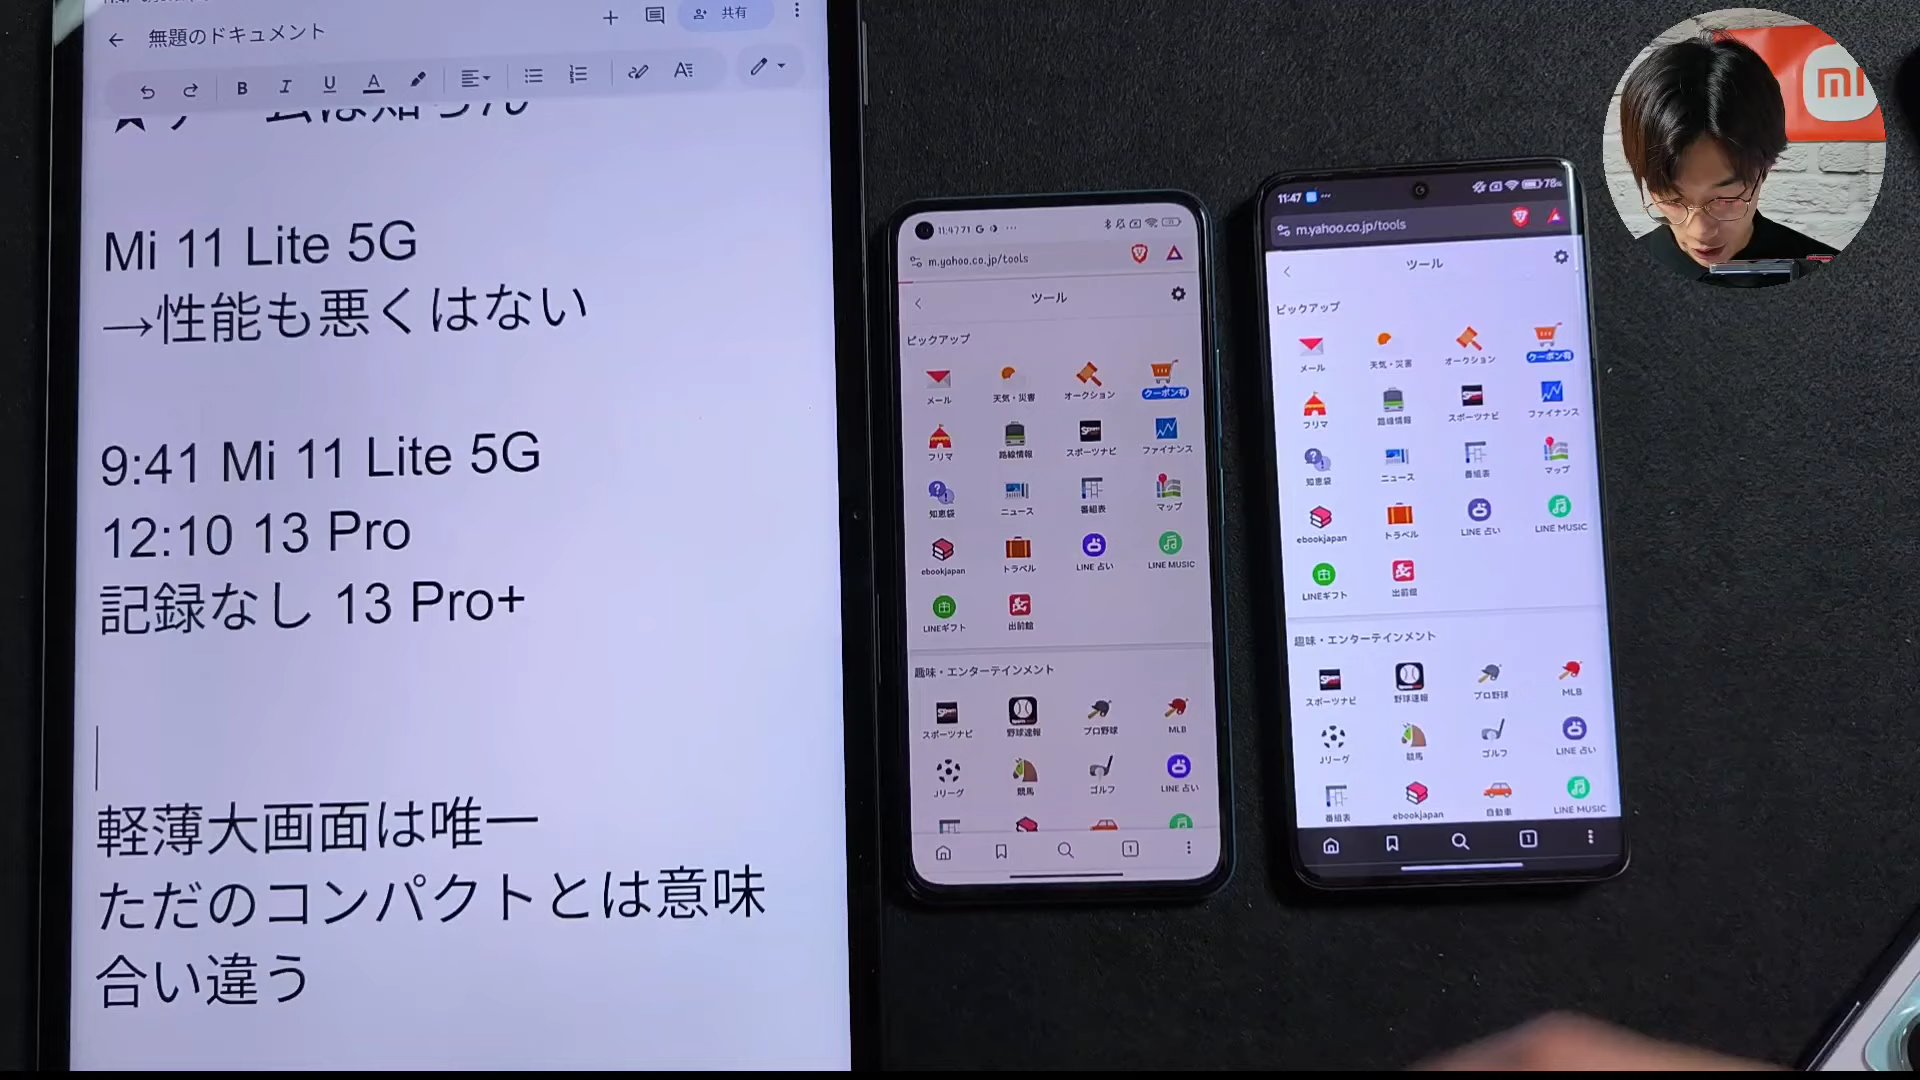 無題のドキュメント
共有
B I U A
Mi 11 Lite 5G
→性能も悪くはない
9:41 Mi 11 Lite 5G
12:10 13 Pro
記録なし 13 Pro+
軽薄大画面は唯一
ただのコンパクトとは意味
合い違う
m.yahoo.co.jp/tools
ツール
ピックアップ
メール
天気・災害
オークション
クーポン有
フリマ
路線情報
スポーツナビ
ファイナンス
知恵袋
ニュース
番組表
マップ
ebookjapan
トラベル
LINE 占い
LINE MUSIC
LINEギフト
出前館
趣味・エンターテインメント
スポーツナビ
野球速報
プロ野球
MLB
Jリーグ
競馬
ゴルフ
LINE 占い
1
11:47
78%
m.yahoo.co.jp/tools
ツール
ピックアップ
メール
天気・災害
オークション
クーポン有
フリマ
路線情報
スポーツナビ
ファイナンス
知恵袋
ニュース
番組表
マップ
ebookjapan
トラベル
LINE 占い
LINE MUSIC
LINEギフト
出前館
趣味・エンターテインメント
スポーツナビ
野球速報
プロ野球
MLB
Jリーグ
競馬
ゴルフ
LINE 占い
番組表
ebookjapan
自動車
LINE MUSIC
1
mi